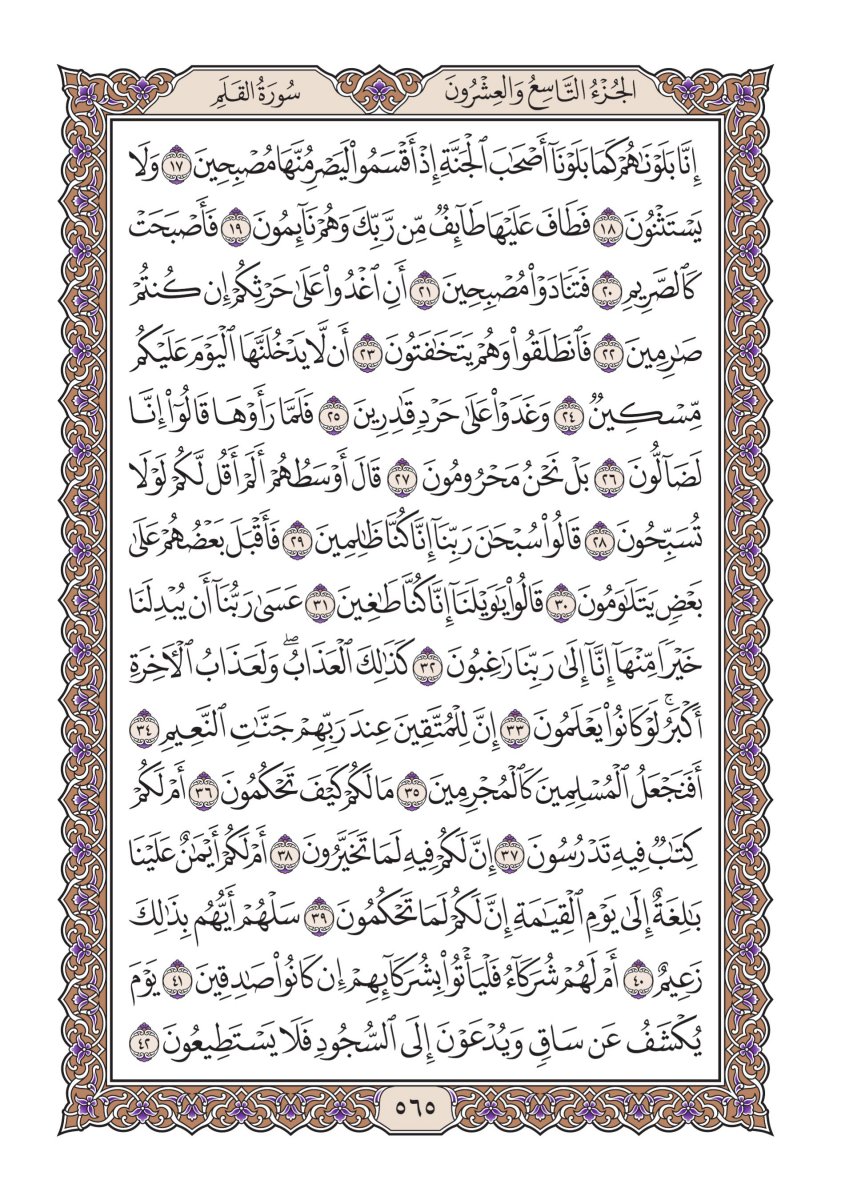 الجُزْءُ التَّاسِعُ وَالعِشْرُونَ
سُورَةُ القَلَمِ
إِنَّا بَلَوْنَٰهُمْ كَمَا بَلَوْنَآ أَصْحَٰبَ ٱلْجَنَّةِ إِذْ أَقْسَمُوا۟ لَيَصْرِمُنَّهَا مُصْبِحِينَ ١٧ وَلَا
يَسْتَثْنُونَ ١٨ فَطَافَ عَلَيْهَا طَآئِفٌ مِّن رَّبِّكَ وَهُمْ نَآئِمُونَ ١٩ فَأَصْبَحَتْ
كَٱلصَّرِيمِ ٢٠ فَتَنَادَوْا۟ مُصْبِحِينَ ٢١ أَنِ ٱغْدُوا۟ عَلَىٰ حَرْثِكُمْ إِن كُنتُمْ
صَٰرِمِينَ ٢٢ فَٱنطَلَقُوا۟ وَهُمْ يَتَخَٰفَتُونَ ٢٣ أَن لَّا يَدْخُلَنَّهَا ٱلْيَوْمَ عَلَيْكُم
مِّسْكِينٌ ٢٤ وَغَدَوْا۟ عَلَىٰ حَرْدٍ قَٰدِرِينَ ٢٥ فَلَمَّا رَأَوْهَا قَالُوٓا۟ إِنَّا
لَضَآلُّونَ ٢٦ بَلْ نَحْنُ مَحْرُومُونَ ٢٧ قَالَ أَوْسَطُهُمْ أَلَمْ أَقُل لَّكُمْ لَوْلَا
تُسَبِّحُونَ ٢٨ قَالُوا۟ سُبْحَٰنَ رَبِّنَآ إِنَّا كُنَّا ظَٰلِمِينَ ٢٩ فَأَقْبَلَ بَعْضُهُمْ عَلَىٰ
بَعْضٍ يَتَلَٰوَمُونَ ٣٠ قَالُوا۟ يَٰوَيْلَنَآ إِنَّا كُنَّا طَٰغِينَ ٣١ عَسَىٰ رَبُّنَآ أَن يُبْدِلَنَا
خَيْرًا مِّنْهَآ إِنَّآ إِلَىٰ رَبِّنَا رَٰغِبُونَ ٣٢ كَذَٰلِكَ ٱلْعَذَابُ ۖ وَلَعَذَابُ ٱلْءَاخِرَةِ
أَكْبَرُ ۚ لَوْ كَانُوا۟ يَعْلَمُونَ ٣٣ إِنَّ لِلْمُتَّقِينَ عِندَ رَبِّهِمْ جَنَّٰتِ ٱلنَّعِيمِ ٣٤
أَفَنَجْعَلُ ٱلْمُسْلِمِينَ كَٱلْمُجْرِمِينَ ٣٥ مَا لَكُمْ كَيْفَ تَحْكُمُونَ ٣٦ أَمْ لَكُمْ
كِتَٰبٌ فِيهِ تَدْرُسُونَ ٣٧ إِنَّ لَكُمْ فِيهِ لَمَا تَخَيَّرُونَ ٣٨ أَمْ لَكُمْ أَيْمَٰنٌ عَلَيْنَا
بَٰلِغَةٌ إِلَىٰ يَوْمِ ٱلْقِيَٰمَةِ إِنَّ لَكُمْ لَمَا تَحْكُمُونَ ٣٩ سَلْهُمْ أَيُّهُم بِذَٰلِكَ
زَعِيمٌ ٤٠ أَمْ لَهُمْ شُرَكَآءُ فَلْيَأْتُوا۟ بِشُرَكَآئِهِمْ إِن كَانُوا۟ صَٰدِقِينَ ٤١ يَوْمَ
يُكْشَفُ عَن سَاقٍ وَيُدْعَوْنَ إِلَى ٱلسُّجُودِ فَلَا يَسْتَطِيعُونَ ٤٢
٥٦٥